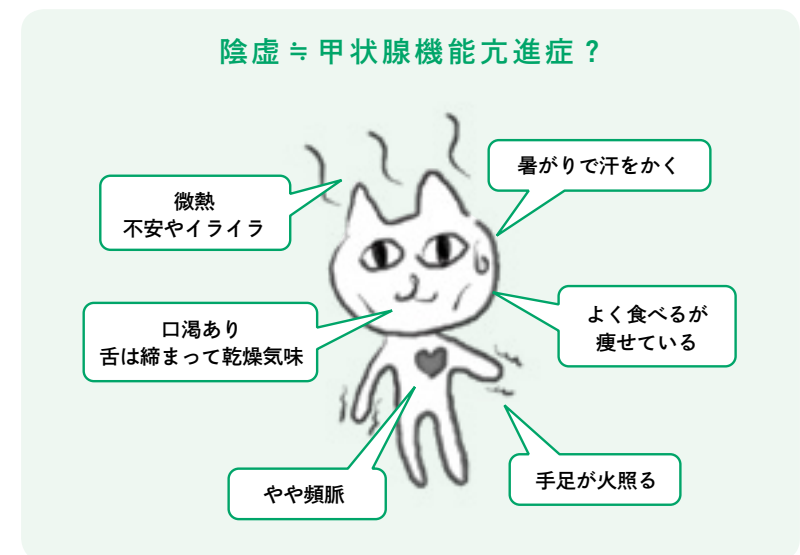 陰虚≒甲状腺機能亢進症？
暑がりで汗をかく
微熱
不安やイライラ
よく食べるが
痩せている
口渇あり
舌は締まって乾燥気味
手足が火照る
やや頻脈